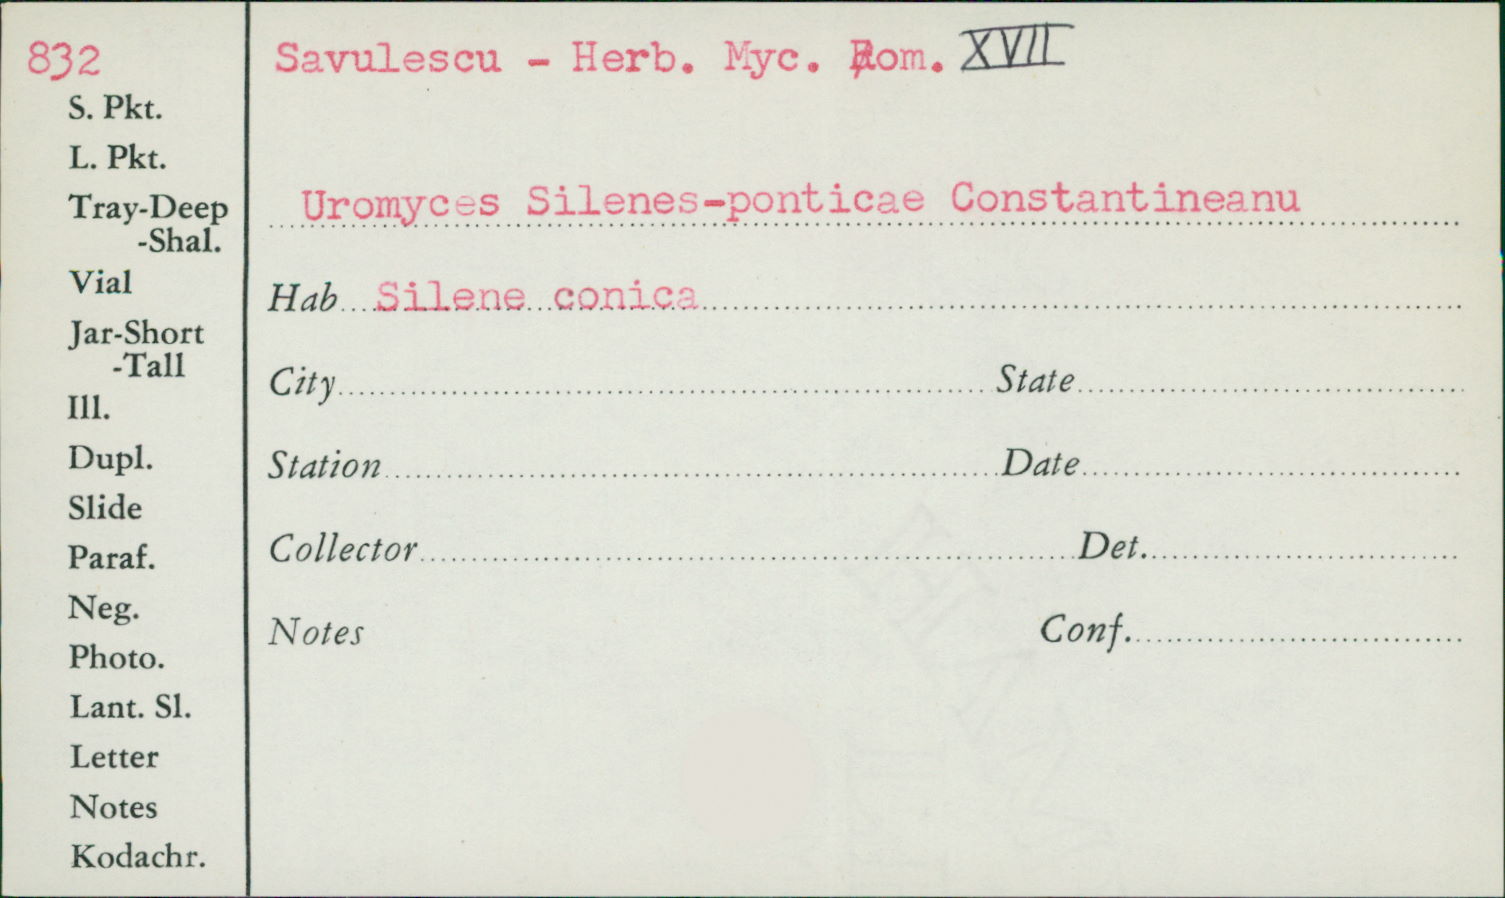 832
Savulescu - Herb. Myc. Rom. XVII
S. Pkt.
L. Pkt.
Tray-Deep
-Shal.
Vial
Jar-Short
-Tall
Ill.
Dupl.
Slide
Paraf.
Neg.
Photo.
Lant. Sl.
Letter
Notes
Kodachr.
Uromyces Silenes-ponticae Constantineanu
Hab Silene conica
City State
Station Date
Collector Det.
Notes Conf.